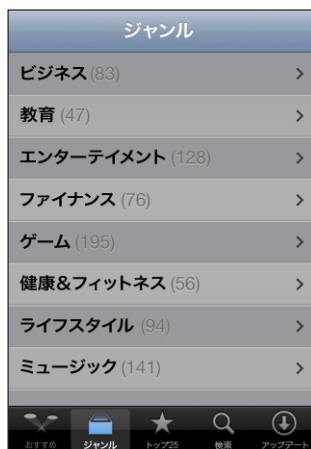 ジャンル
ビジネス (83)
教育 (47)
エンターテイメント (128)
ファイナンス (76)
ゲーム (195)
健康&フィットネス (56)
ライフスタイル (94)
ミュージック (141)
おすすめ ジャンル トップ25 検索 アップデート